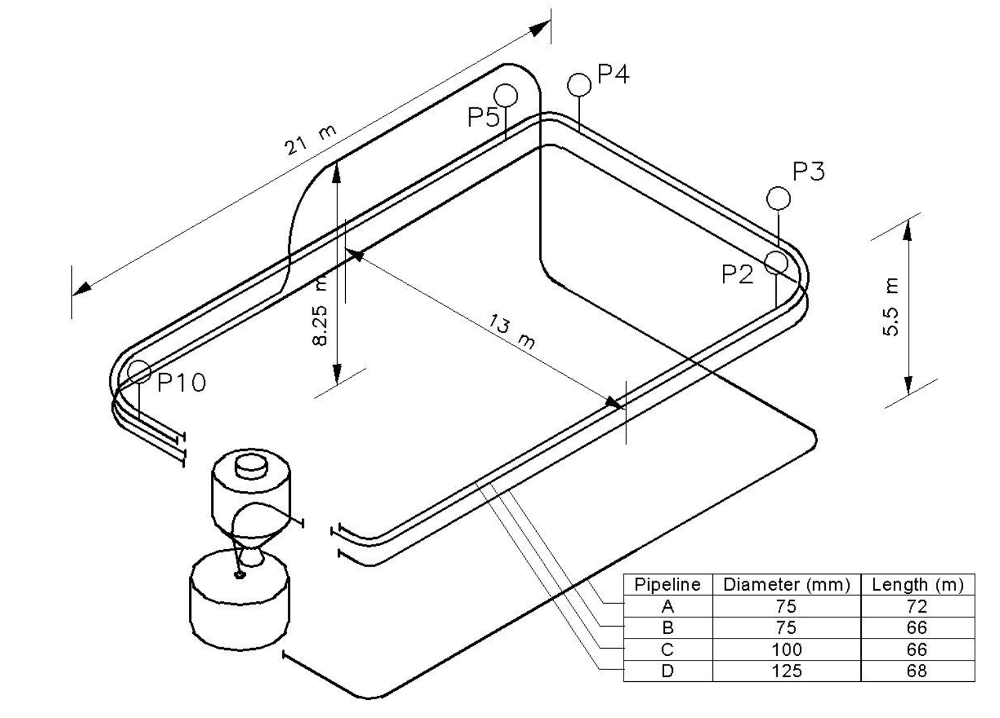 P4
P5
21 m
P3
P2
5.5 m
8.25 m
13 m
P10
Pipeline Diameter (mm) Length (m)
A 75 72
B 75 66
C 100 66
D 125 68